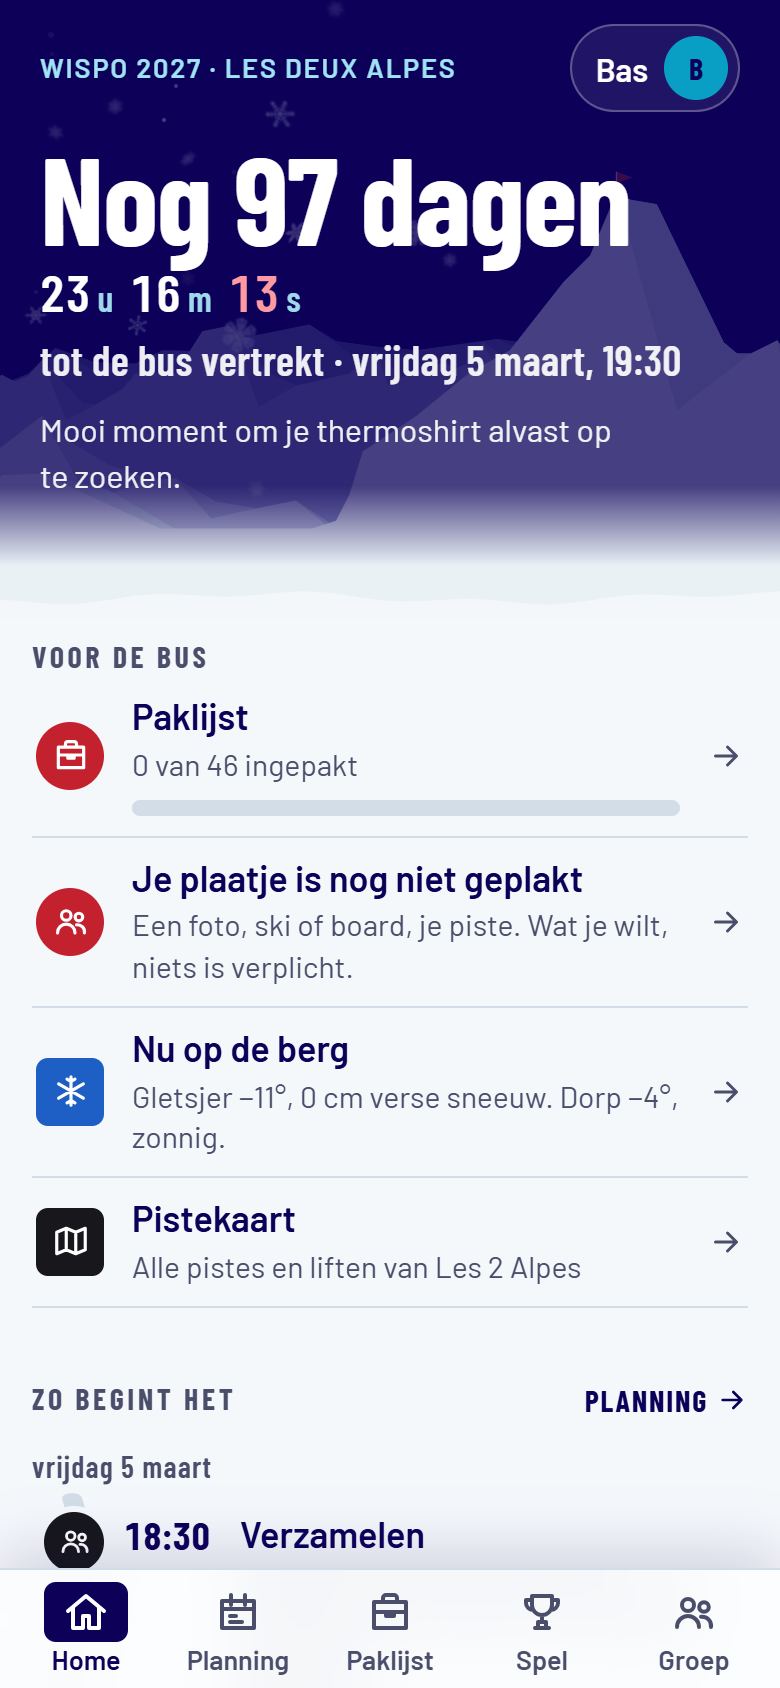 WISPO 2027 · LES DEUX ALPES
Bas
B
Nog 97 dagen
23 u 16 m 13 s
tot de bus vertrekt · vrijdag 5 maart, 19:30
Mooi moment om je thermoshirt alvast op
te zoeken.
VOOR DE BUS
Paklijst
0 van 46 ingepakt
Je plaatje is nog niet geplakt
Een foto, ski of board, je piste. Wat je wilt,
niets is verplicht.
Nu op de berg
Gletsjer −11°, 0 cm verse sneeuw. Dorp −4°,
zonnig.
Pistekaart
Alle pistes en liften van Les 2 Alpes
ZO BEGINT HET
PLANNING →
vrijdag 5 maart
18:30 Verzamelen
Home
Planning
Paklijst
Spel
Groep